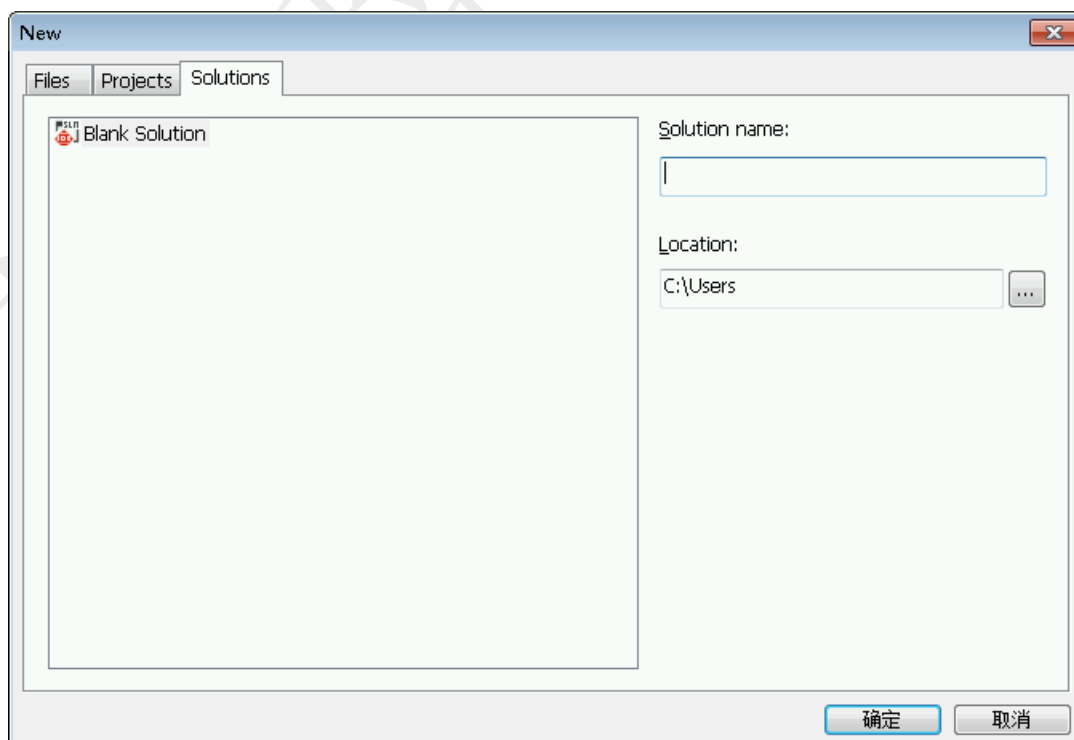 New
Files Projects Solutions
Blank Solution
Solution name:
Location:
C:\Users
...
确定 取消